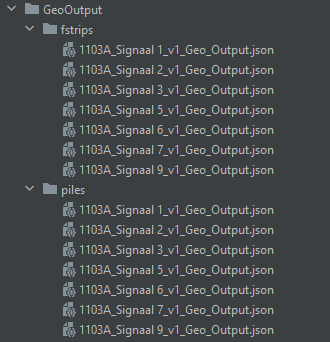 GeoOutput
fstrips
1103A_Signaal 1_v1_Geo_Output.json
1103A_Signaal 2_v1_Geo_Output.json
1103A_Signaal 3_v1_Geo_Output.json
1103A_Signaal 5_v1_Geo_Output.json
1103A_Signaal 6_v1_Geo_Output.json
1103A_Signaal 7_v1_Geo_Output.json
1103A_Signaal 9_v1_Geo_Output.json
piles
1103A_Signaal 1_v1_Geo_Output.json
1103A_Signaal 2_v1_Geo_Output.json
1103A_Signaal 3_v1_Geo_Output.json
1103A_Signaal 5_v1_Geo_Output.json
1103A_Signaal 6_v1_Geo_Output.json
1103A_Signaal 7_v1_Geo_Output.json
1103A_Signaal 9_v1_Geo_Output.json